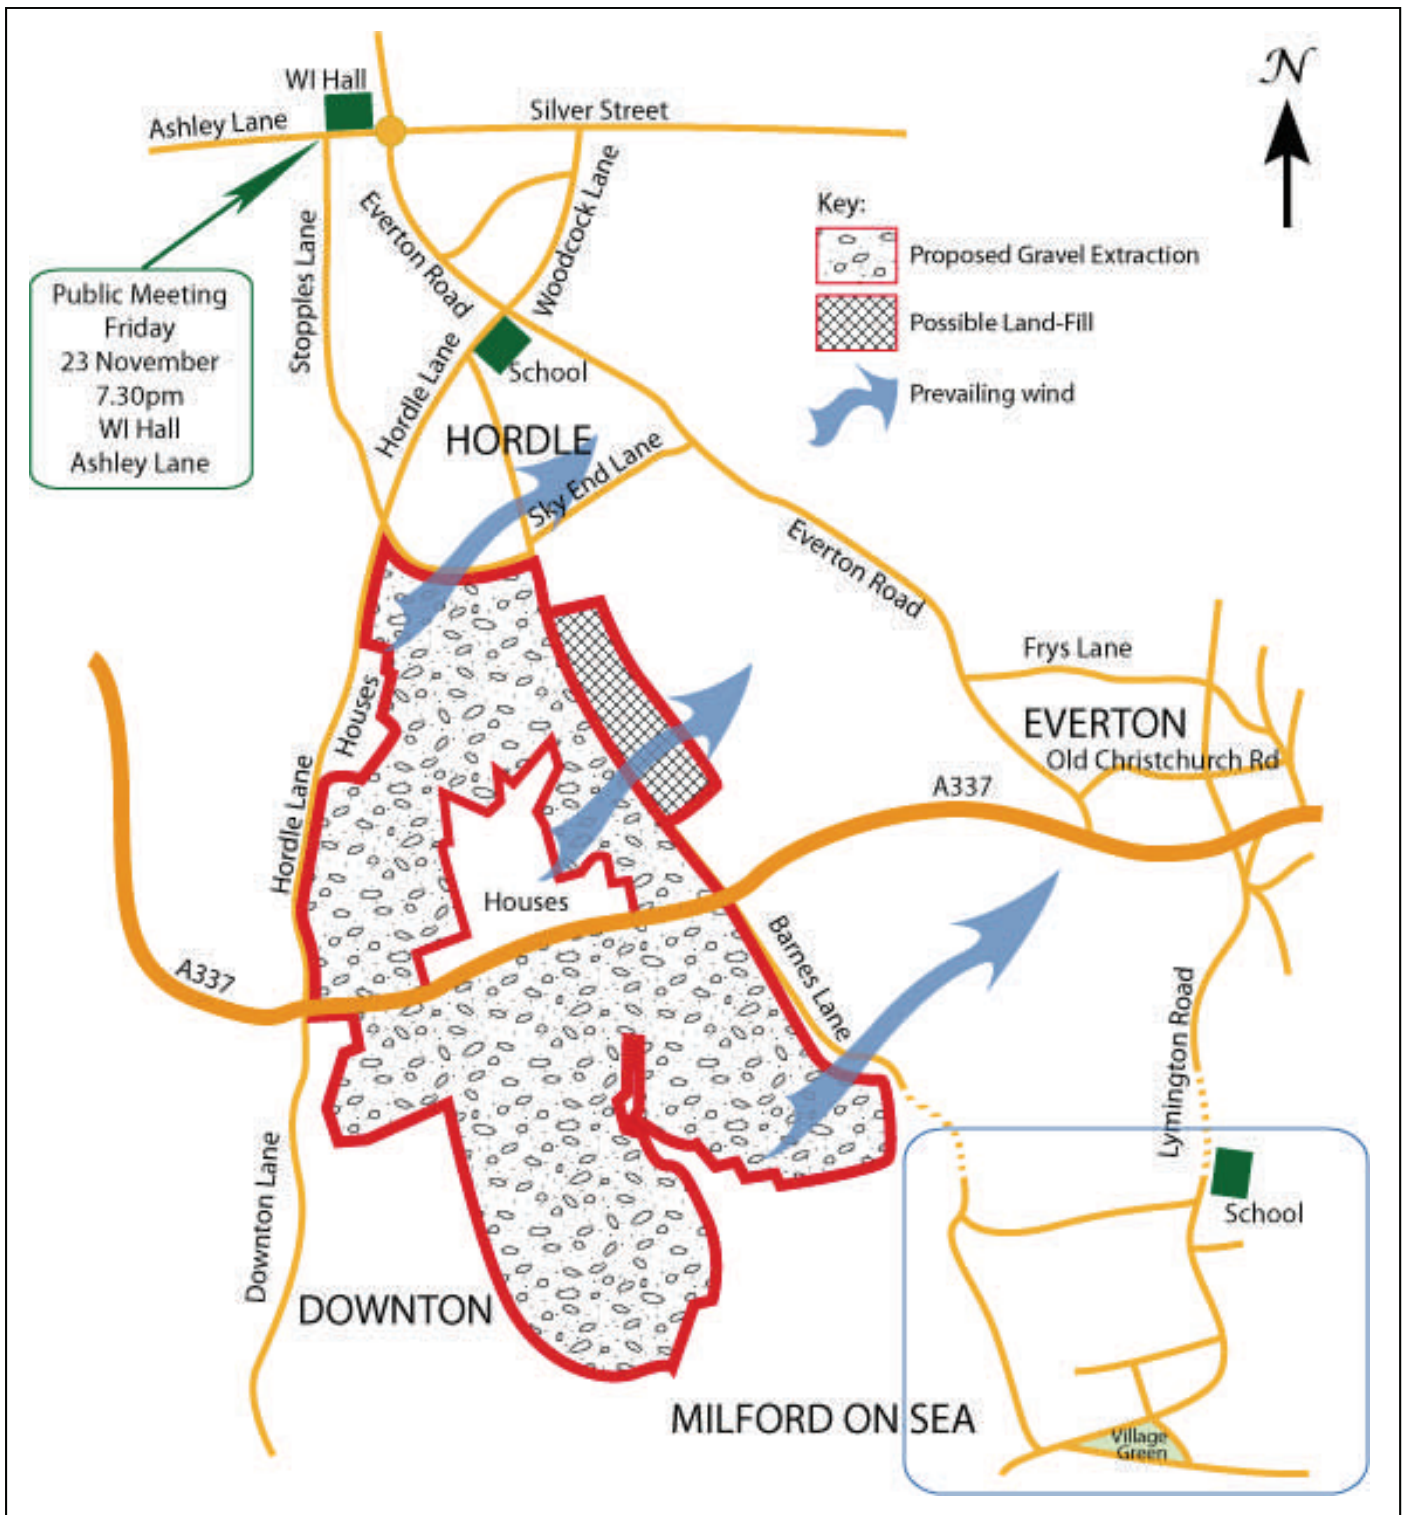 N
WI Hall
Ashley Lane
Silver Street
Everton Road
Woodcock Lane
Stopples Lane
Key:
Proposed Gravel Extraction
Possible Land-Fill
Prevailing wind
Public Meeting
Friday
23 November
7.30pm
WI Hall
Ashley Lane
School
Hordle Lane
HORDLE
Sky End Lane
Everton Road
Frys Lane
EVERTON
Old Christchurch Rd
Houses
Hordle Lane
A337
Houses
A337
Barnes Lane
Lymington Road
School
Downton Lane
DOWNTON
MILFORD ON SEA
Village
Green